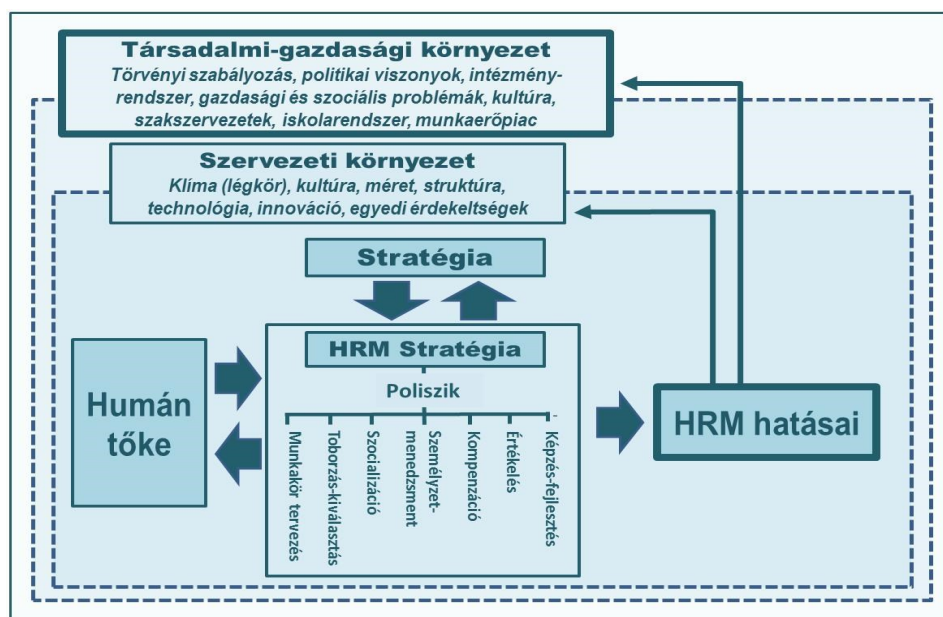 Társadalmi-gazdasági környezet
Törvényi szabályozás, politikai viszonyok, intézmény-
rendszer, gazdasági és szociális problémák, kultúra,
szakszervezetek, iskolarendszer, munkaerőpiac
Szervezeti környezet
Klíma (légkör), kultúra, méret, struktúra,
technológia, innováció, egyedi érdekeltségek
Stratégia
HRM Stratégia
Poliszik
Humán
tőke
Munkakör tervezés
Toborzás-kiválasztás
Szocializáció
Személyzet-
menedzsment
Kompenzáció
Értékelés
Képzés-fejlesztés
HRM hatásai